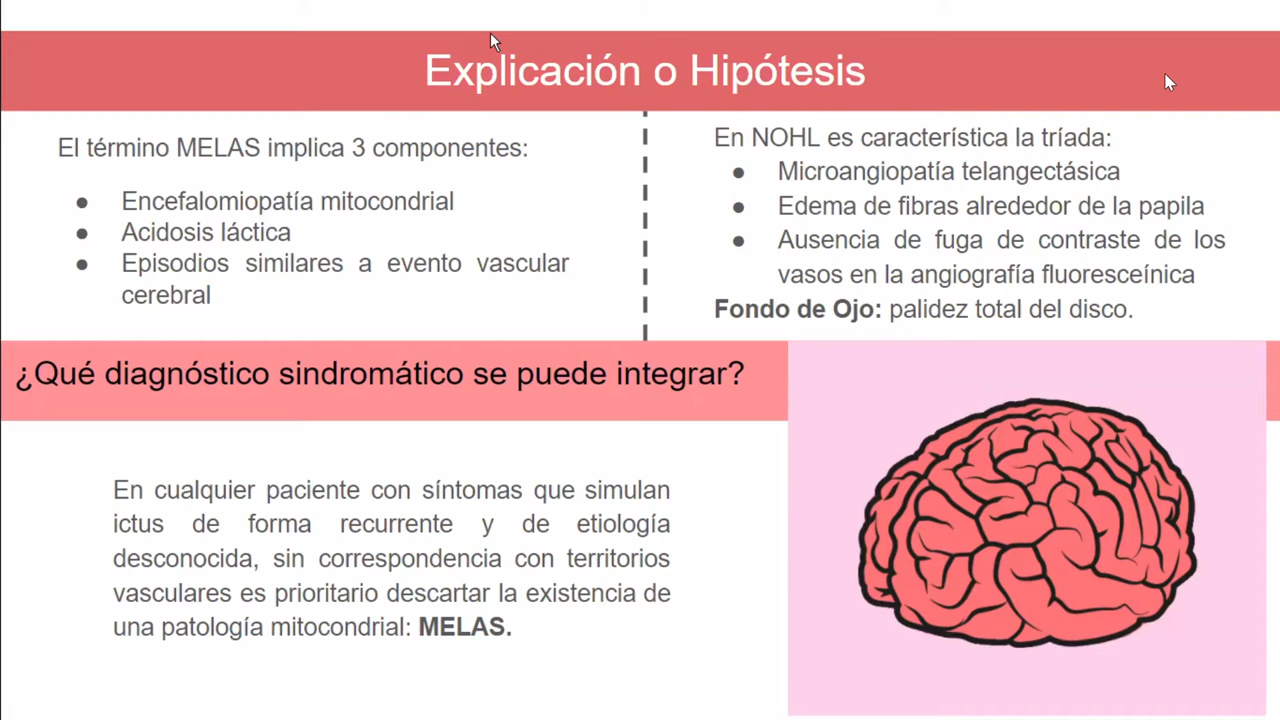 Explicación o Hipótesis
El término MELAS implica 3 componentes:
● Encefalomiopatía mitocondrial
● Acidosis láctica
● Episodios similares a evento vascular
cerebral
En NOHL es característica la tríada:
● Microangiopatía telangectásica
● Edema de fibras alrededor de la papila
● Ausencia de fuga de contraste de los
vasos en la angiografía fluoresceínica
Fondo de Ojo: palidez total del disco.
¿Qué diagnóstico sindromático se puede integrar?
En cualquier paciente con síntomas que simulan
ictus de forma recurrente y de etiología
desconocida, sin correspondencia con territorios
vasculares es prioritario descartar la existencia de
una patología mitocondrial: MELAS.